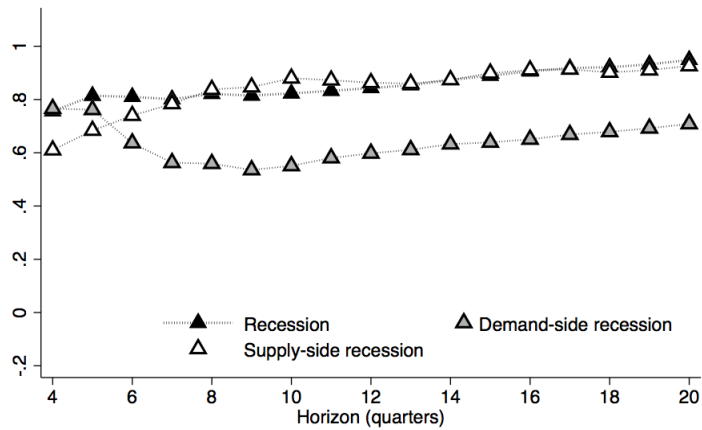 1
.8
.6
.4
.2
0
-.2
Recession
Demand-side recession
Supply-side recession
4 6 8 10 12 14 16 18 20
Horizon (quarters)